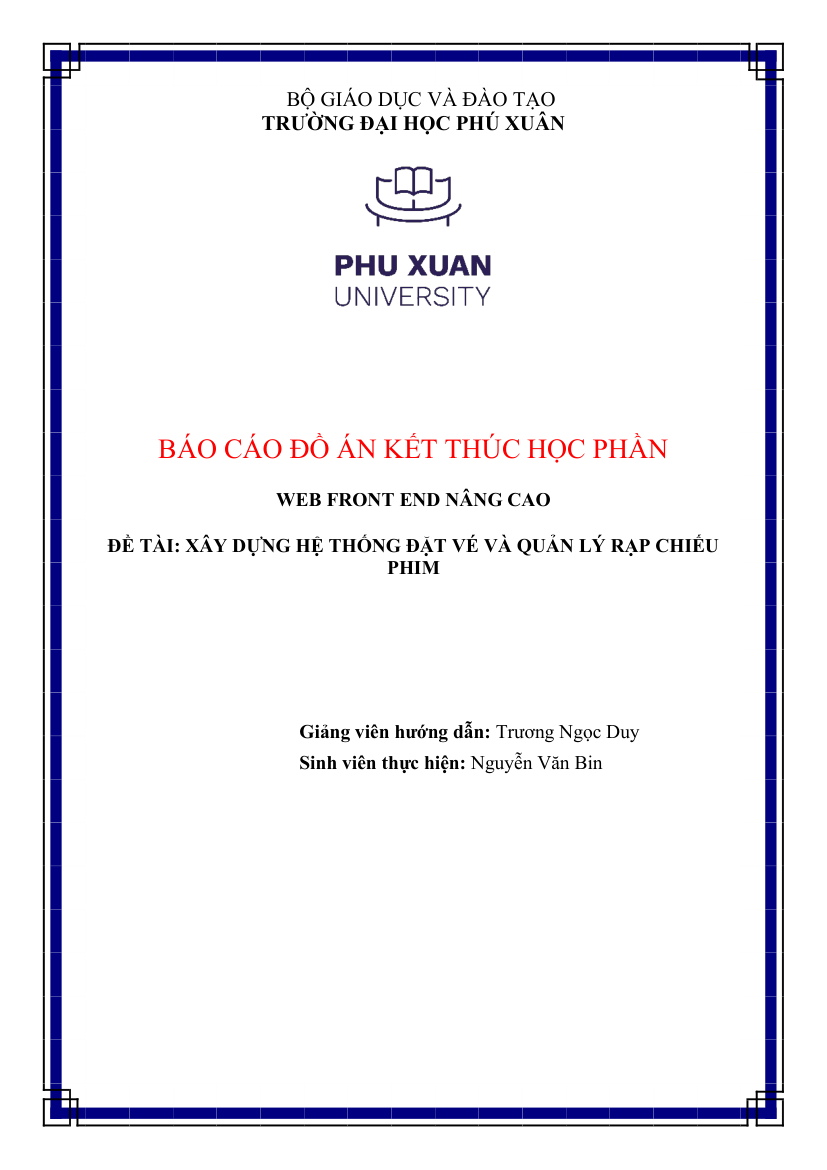 BỘ GIÁO DỤC VÀ ĐÀO TẠO
TRƯỜNG ĐẠI HỌC PHÚ XUÂN
PHU XUAN
UNIVERSITY
BÁO CÁO ĐỒ ÁN KẾT THÚC HỌC PHẦN
WEB FRONT END NÂNG CAO
ĐỀ TÀI: XÂY DỰNG HỆ THỐNG ĐẶT VÉ VÀ QUẢN LÝ RẠP CHIẾU
PHIM
Giảng viên hướng dẫn: Trương Ngọc Duy
Sinh viên thực hiện: Nguyễn Văn Bin